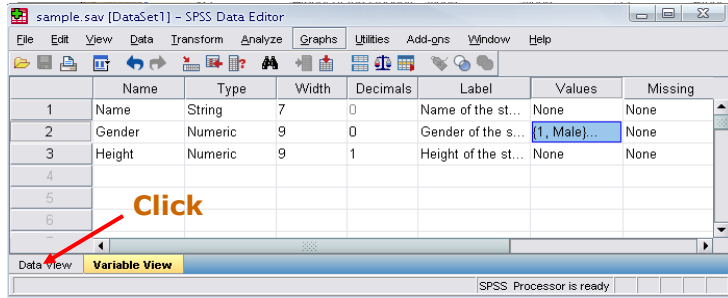 sample.sav [DataSet1] - SPSS Data Editor
File Edit View Data Transform Analyze Graphs Utilities Add-ons Window Help
Name Type Width Decimals Label Values Missing
1 Name String 7 0 Name of the st... None None
2 Gender Numeric 9 0 Gender of the s... {1, Male}... None
3 Height Numeric 9 1 Height of the st... None None
4
5
6
Click
Data View Variable View
SPSS Processor is ready